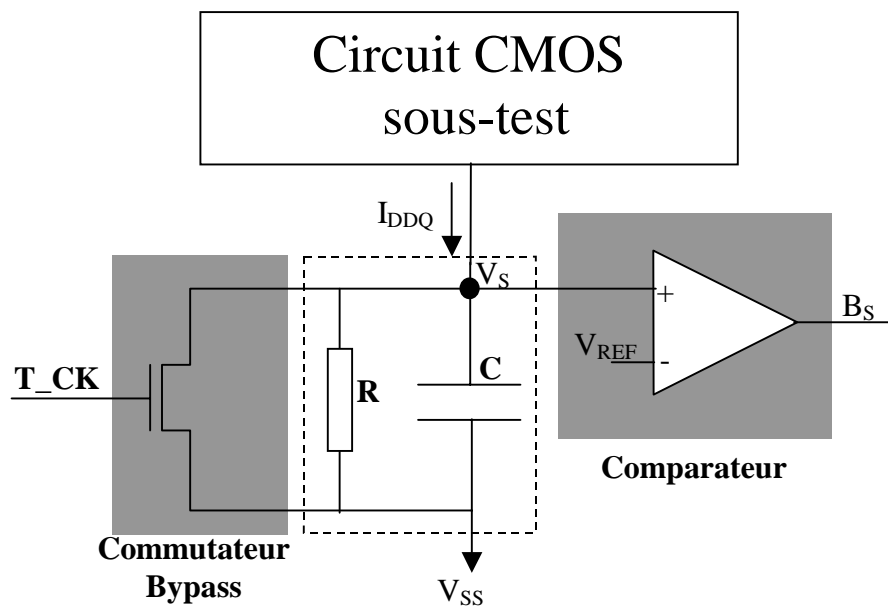 Circuit CMOS
sous-test
I_DDQ
V_S
+
B_S
V_REF
-
T_CK
R
C
Comparateur
Commutateur
Bypass
V_SS